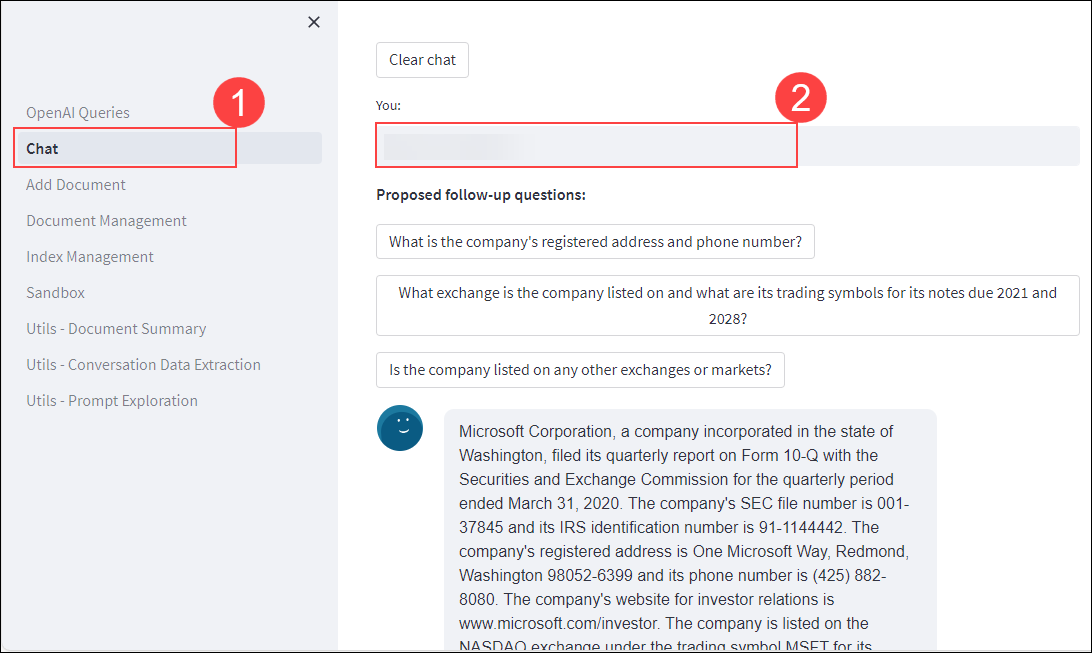 OpenAI Queries
1
Chat
Add Document
Document Management
Index Management
Sandbox
Utils - Document Summary
Utils - Conversation Data Extraction
Utils - Prompt Exploration
Clear chat
You:
2
Proposed follow-up questions:
What is the company's registered address and phone number?
What exchange is the company listed on and what are its trading symbols for its notes due 2021 and
2028?
Is the company listed on any other exchanges or markets?
Microsoft Corporation, a company incorporated in the state of
Washington, filed its quarterly report on Form 10-Q with the
Securities and Exchange Commission for the quarterly period
ended March 31, 2020. The company's SEC file number is 001-
37845 and its IRS identification number is 91-1144442. The
company's registered address is One Microsoft Way, Redmond,
Washington 98052-6399 and its phone number is (425) 882-
8080. The company's website for investor relations is
www.microsoft.com/investor. The company is listed on the
NASDAQ exchange under the trading symbol MSFT for its